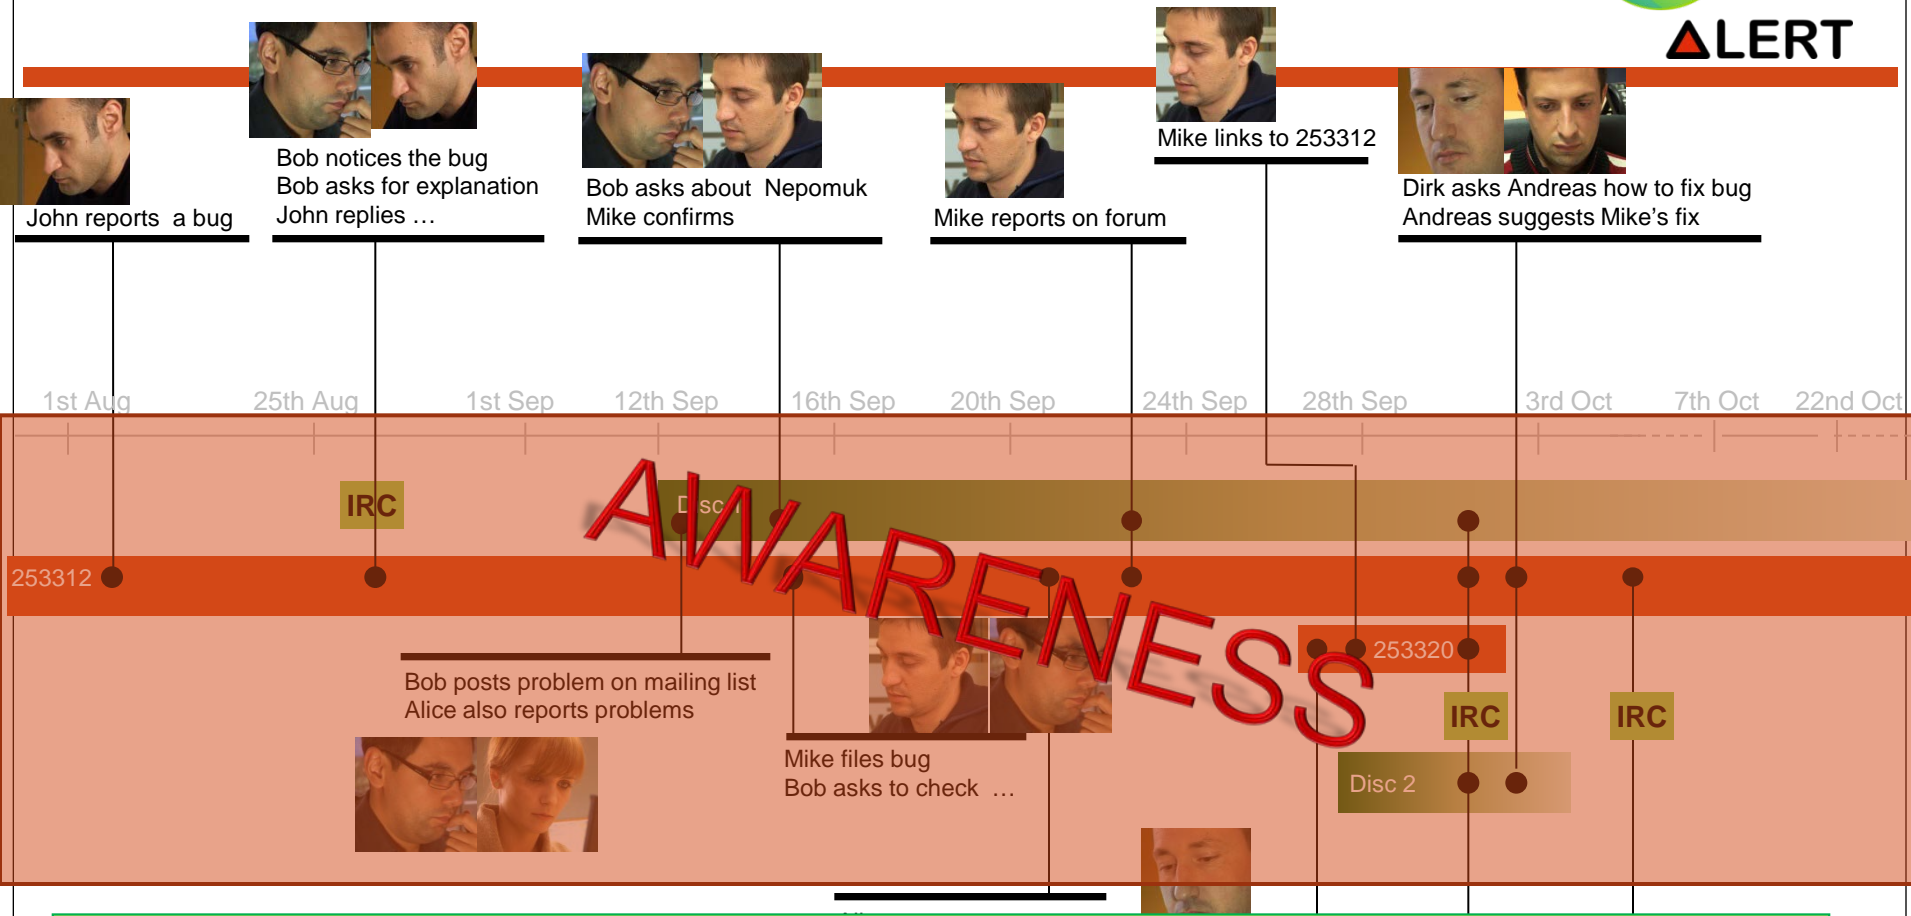 ALERT
Mike links to 253312
Bob notices the bug
Bob asks for explanation
John replies …
Bob asks about Nepomuk
Mike confirms
Dirk asks Andreas how to fix bug
Andreas suggests Mike's fix
John reports a bug
Mike reports on forum
1st Aug
25th Aug
1st Sep
12th Sep
16th Sep
20th Sep
24th Sep
28th Sep
3rd Oct
7th Oct
22nd Oct
IRC
AWARENESS
253312
253320
Bob posts problem on mailing list
Alice also reports problems
IRC
IRC
Mike files bug
Bob asks to check …
Disc 2